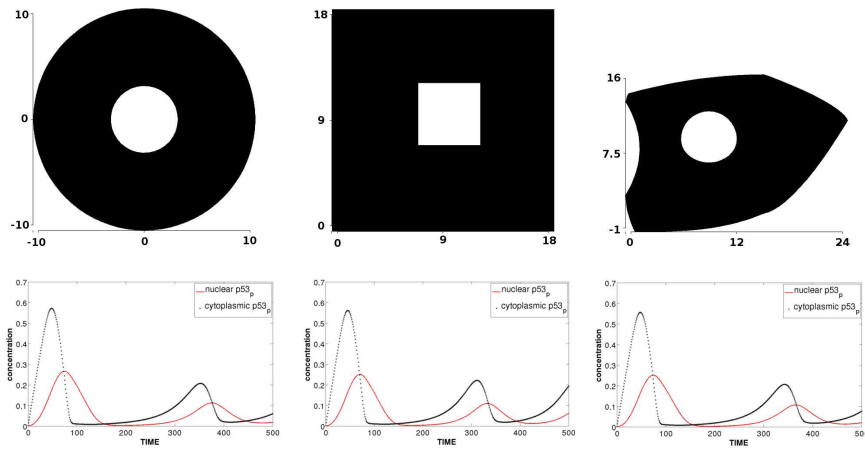 10
0
-10
-10 0 10
18
9
0
0 9 18
16
7.5
-1
0 12 24
0.7
0.6
0.5
0.4
0.3
0.2
0.1
0
concentration
nuclear p53p
cytoplasmic p53p
0 100 200 300 400 500
TIME
0.7
0.6
0.5
0.4
0.3
0.2
0.1
0
concentration
nuclear p53p
cytoplasmic p53p
0 100 200 300 400 500
TIME
0.7
0.6
0.5
0.4
0.3
0.2
0.1
0
concentration
nuclear p53p
cytoplasmic p53p
0 100 200 300 400 500
TIME